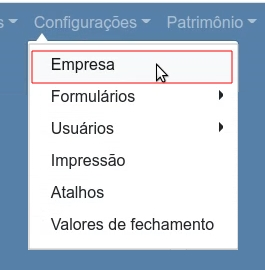 s Configurações Patrimônio
Empresa
Formulários
Usuários
Impressão
Atalhos
Valores de fechamento